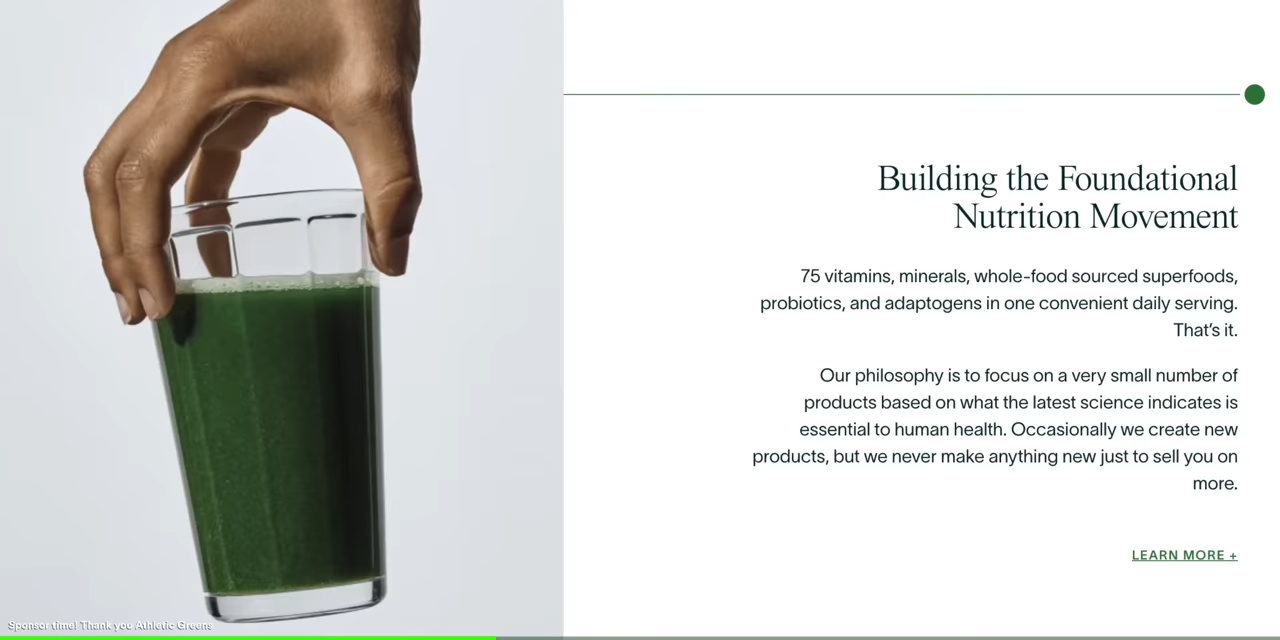 Building the Foundational
Nutrition Movement
75 vitamins, minerals, whole-food sourced superfoods,
probiotics, and adaptogens in one convenient daily serving.
That's it.
Our philosophy is to focus on a very small number of
products based on what the latest science indicates is
essential to human health. Occasionally we create new
products, but we never make anything new just to sell you on
more.
LEARN MORE +
Sponsor time! Thank you Athletic Greens